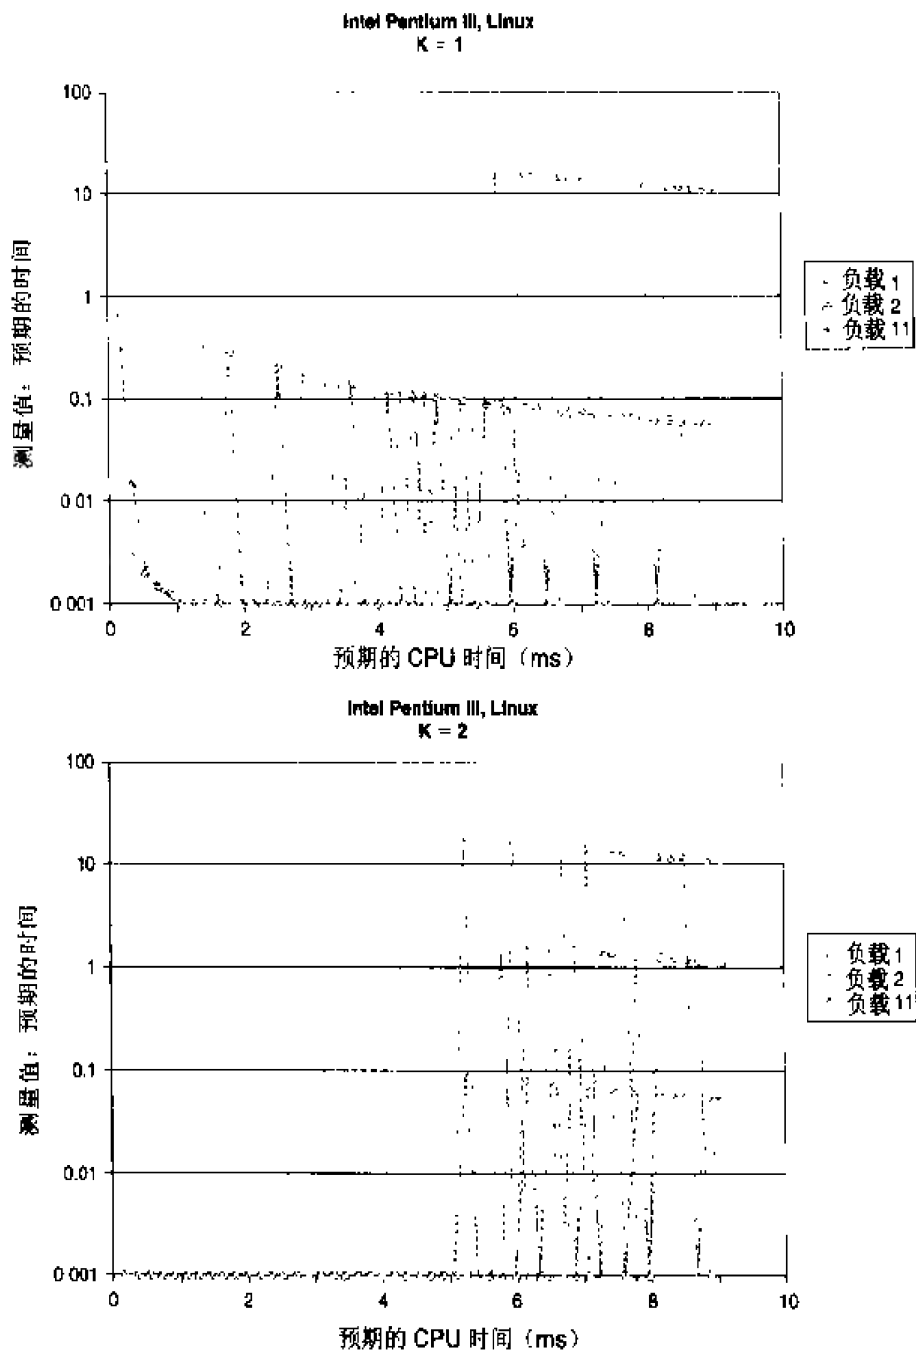 Intel Pentium III, Linux
K = 1
100
10
1
0.1
0 01
0 001
0
2
4
6
8
10
测量值：预期的时间
预期的 CPU 时间（ms）
负载 1
负载 2
负载 11
Intel Pentium III, Linux
K = 2
100
10
1
0.1
0.01
0 001
0
2
4
6
8
10
测量值：预期的时间
预期的 CPU 时间（ms）
负载 1
负载 2
负载 11